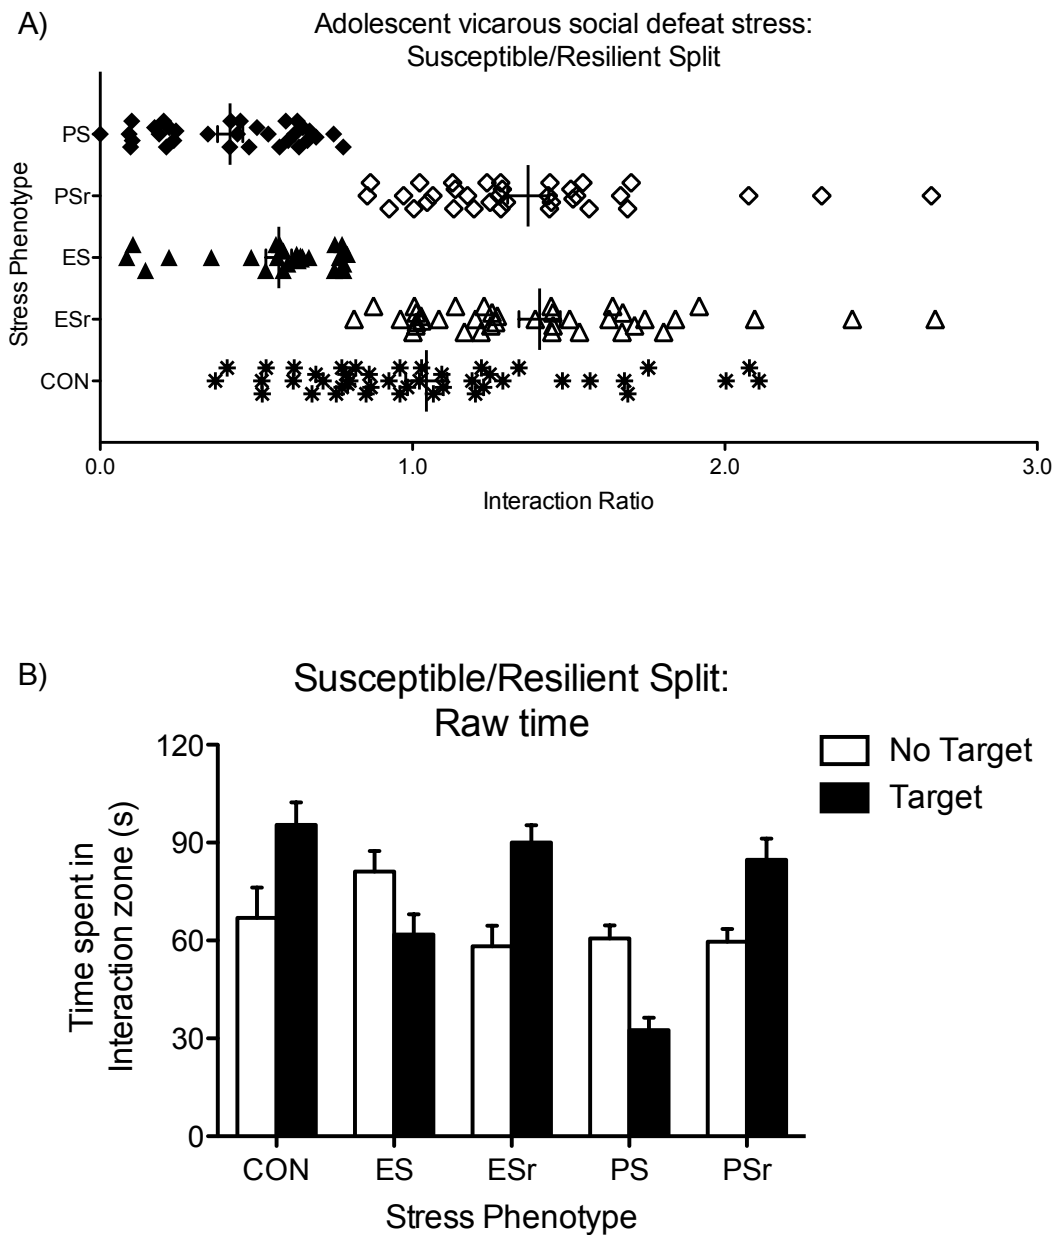 A)
Adolescent vicarous social defeat stress:
Susceptible/Resilient Split
Stress Phenotype
PS
PSr
ES
ESr
CON
0.0 1.0 2.0 3.0
Interaction Ratio
B)
Susceptible/Resilient Split:
Raw time
No Target
Target
Time spent in
Interaction zone (s)
120
90
60
30
0
CON ES ESr PS PSr
Stress Phenotype